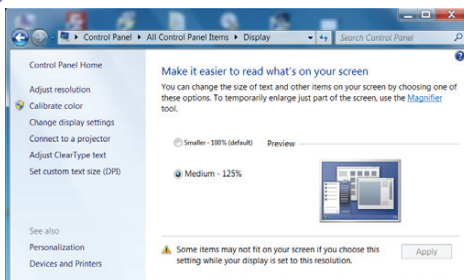 Control Panel ▸ All Control Panel Items ▸ Display
Search Control Panel
Control Panel Home
Adjust resolution
Calibrate color
Change display settings
Connect to a projector
Adjust ClearType text
Set custom text size (DPI)
See also
Personalization
Devices and Printers
Make it easier to read what's on your screen
You can change the size of text and other items on your screen by choosing one of
these options. To temporarily enlarge just part of the screen, use the Magnifier
tool.
Smaller - 100% (default) Preview
Medium - 125%
Some items may not fit on your screen if you choose this
setting while your display is set to this resolution.
Apply